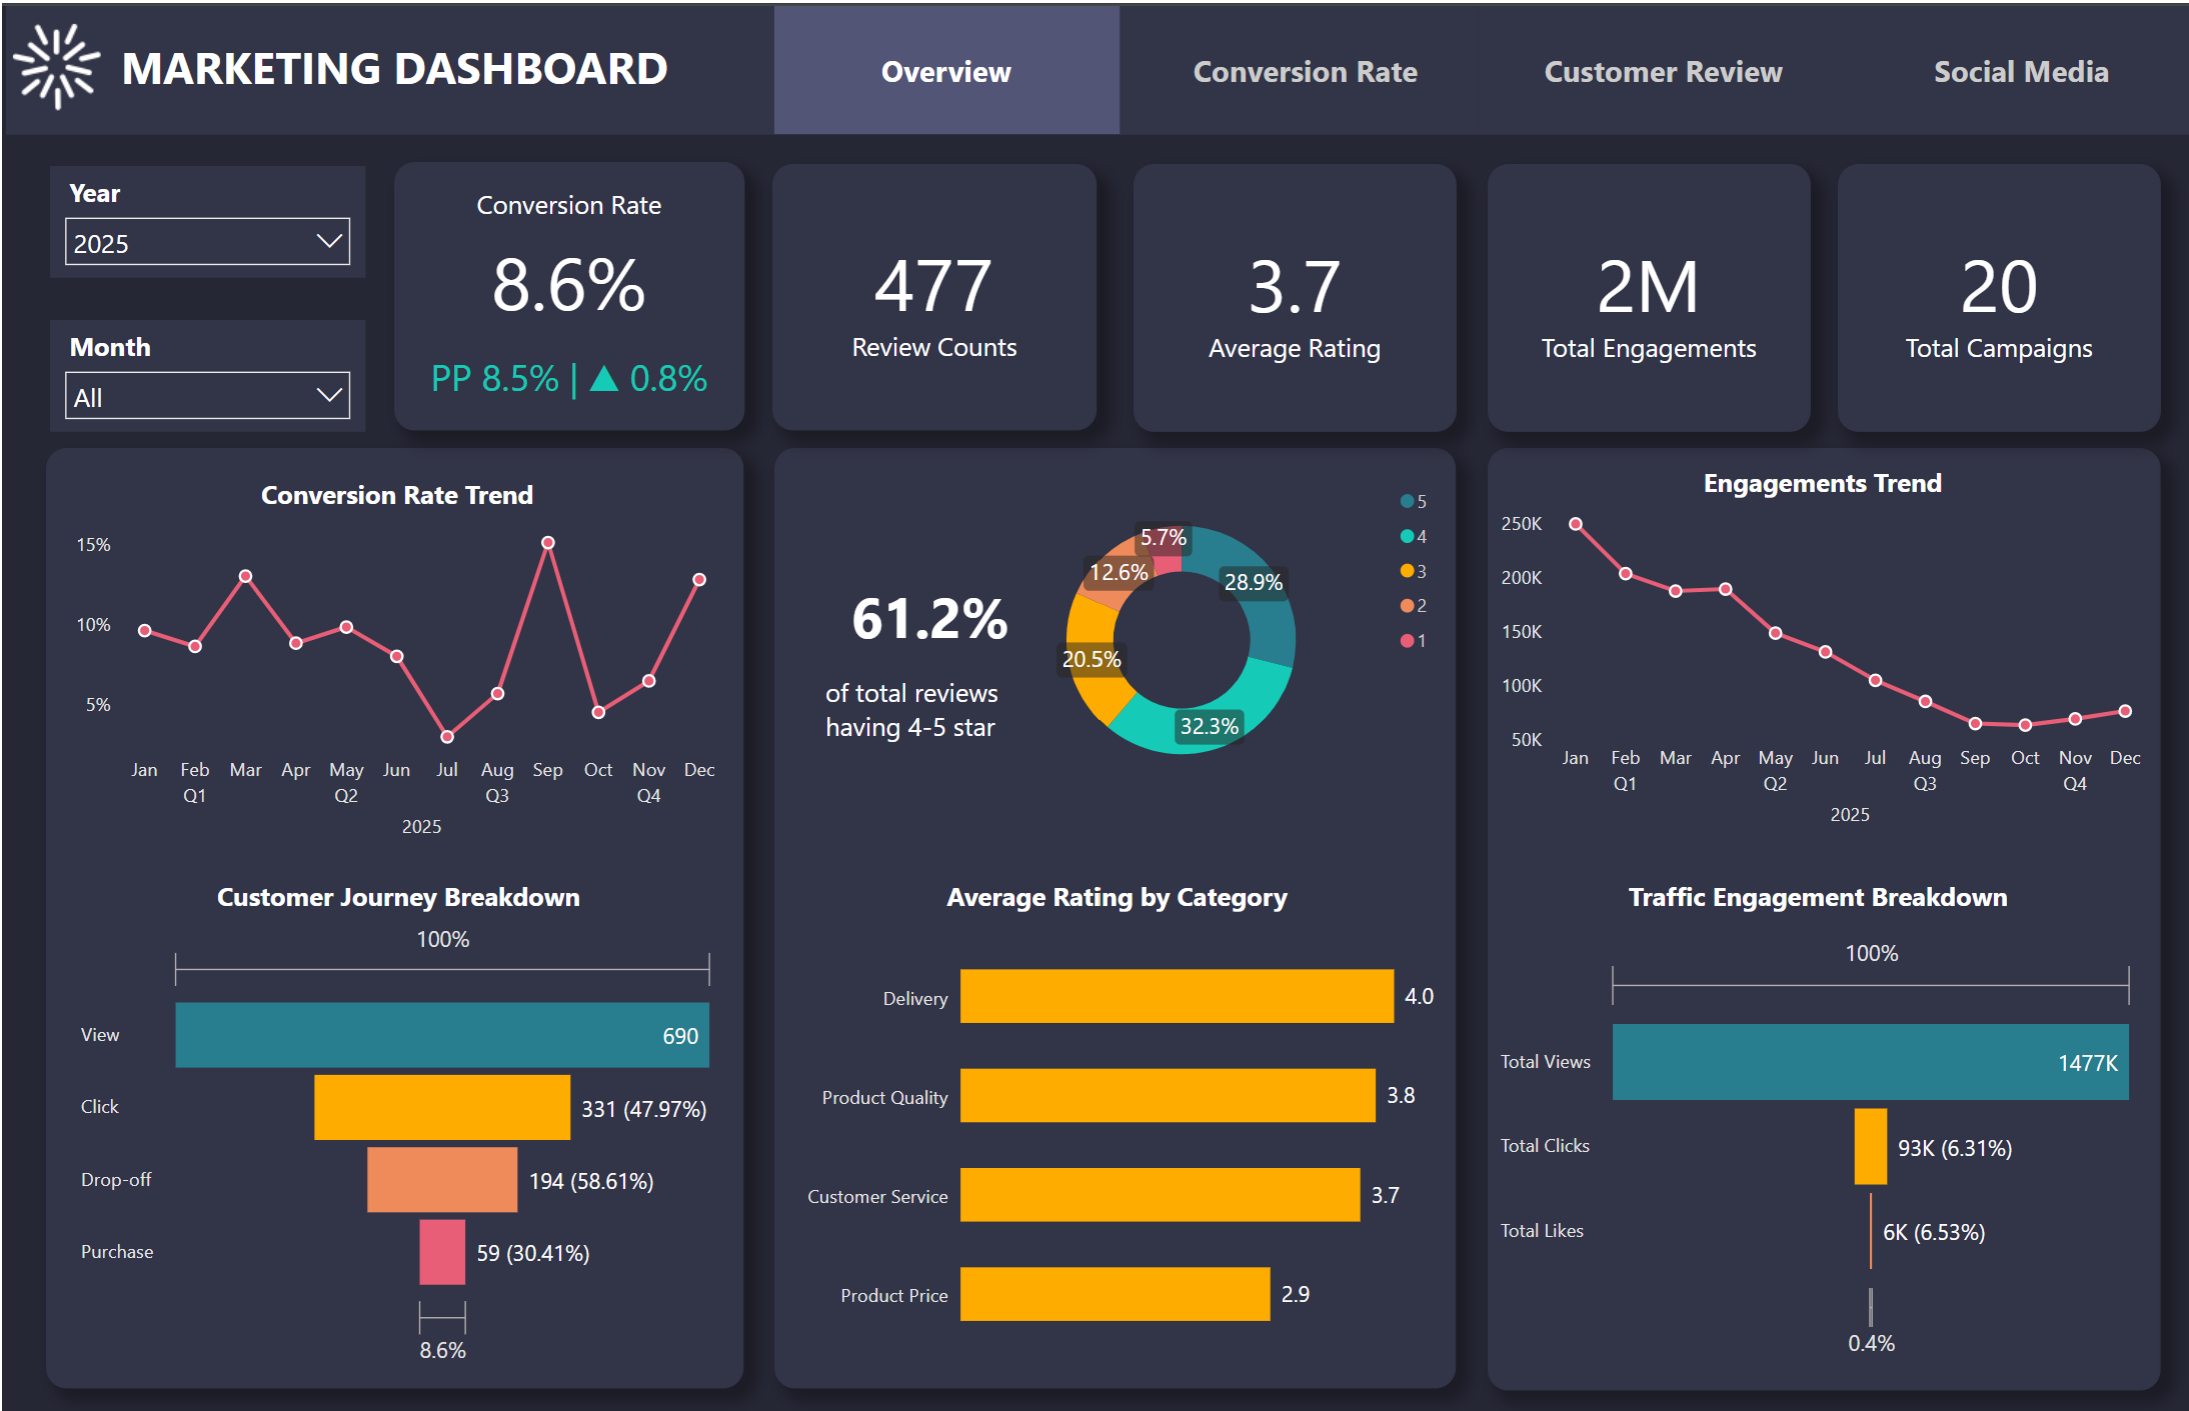 MARKETING DASHBOARD
Overview
Conversion Rate
Customer Review
Social Media
Year
2025
Month
All
Conversion Rate
8.6%
PP 8.5% | ▲ 0.8%
477
Review Counts
3.7
Average Rating
2M
Total Engagements
20
Total Campaigns
Conversion Rate Trend
15%
10%
5%
Jan Feb Mar Apr May Jun Jul Aug Sep Oct Nov Dec
Q1 Q2 Q3 Q4
2025
Customer Journey Breakdown
100%
View 690
Click 331 (47.97%)
Drop-off 194 (58.61%)
Purchase 59 (30.41%)
8.6%
61.2%
of total reviews
having 4-5 star
5.7%
12.6%
28.9%
20.5%
32.3%
5
4
3
2
1
Average Rating by Category
Delivery 4.0
Product Quality 3.8
Customer Service 3.7
Product Price 2.9
Engagements Trend
250K
200K
150K
100K
50K
Jan Feb Mar Apr May Jun Jul Aug Sep Oct Nov Dec
Q1 Q2 Q3 Q4
2025
Traffic Engagement Breakdown
100%
Total Views 1477K
Total Clicks 93K (6.31%)
Total Likes 6K (6.53%)
0.4%